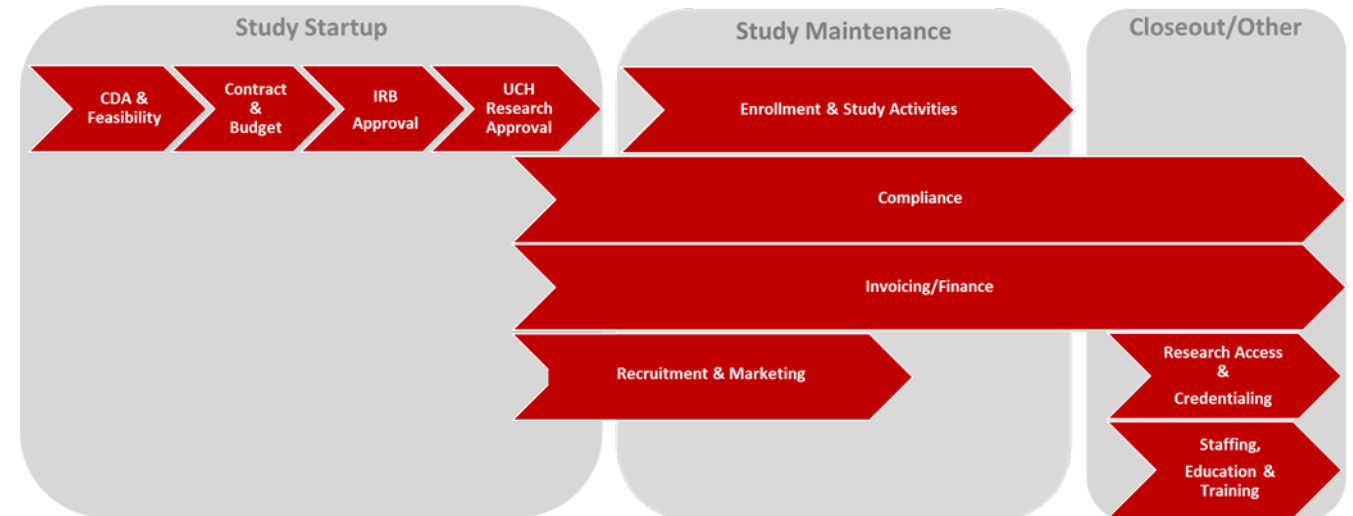 Study Startup
Study Maintenance
Closeout/Other
CDA &
Feasibility
Contract
&
Budget
IRB
Approval
UCH
Research
Approval
Enrollment & Study Activities
Compliance
Invoicing/Finance
Recruitment & Marketing
Research Access
&
Credentialing
Staffing,
Education &
Training